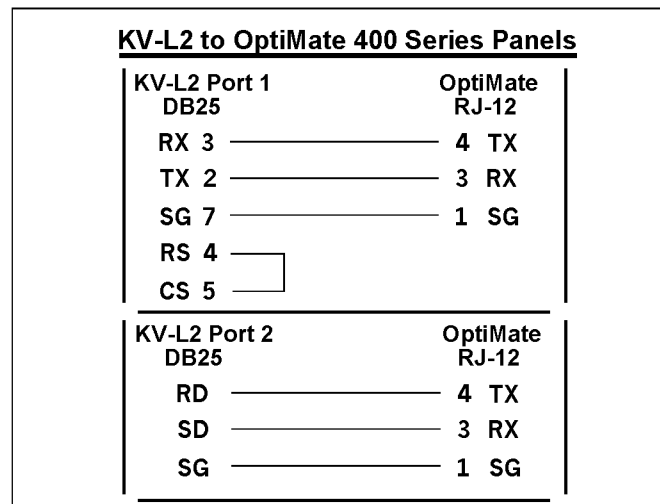 KV-L2 to OptiMate 400 Series Panels
KV-L2 Port 1 OptiMate
DB25 RJ-12
RX 3 4 TX
TX 2 3 RX
SG 7 1 SG
RS 4
CS 5
KV-L2 Port 2 OptiMate
DB25 RJ-12
RD 4 TX
SD 3 RX
SG 1 SG